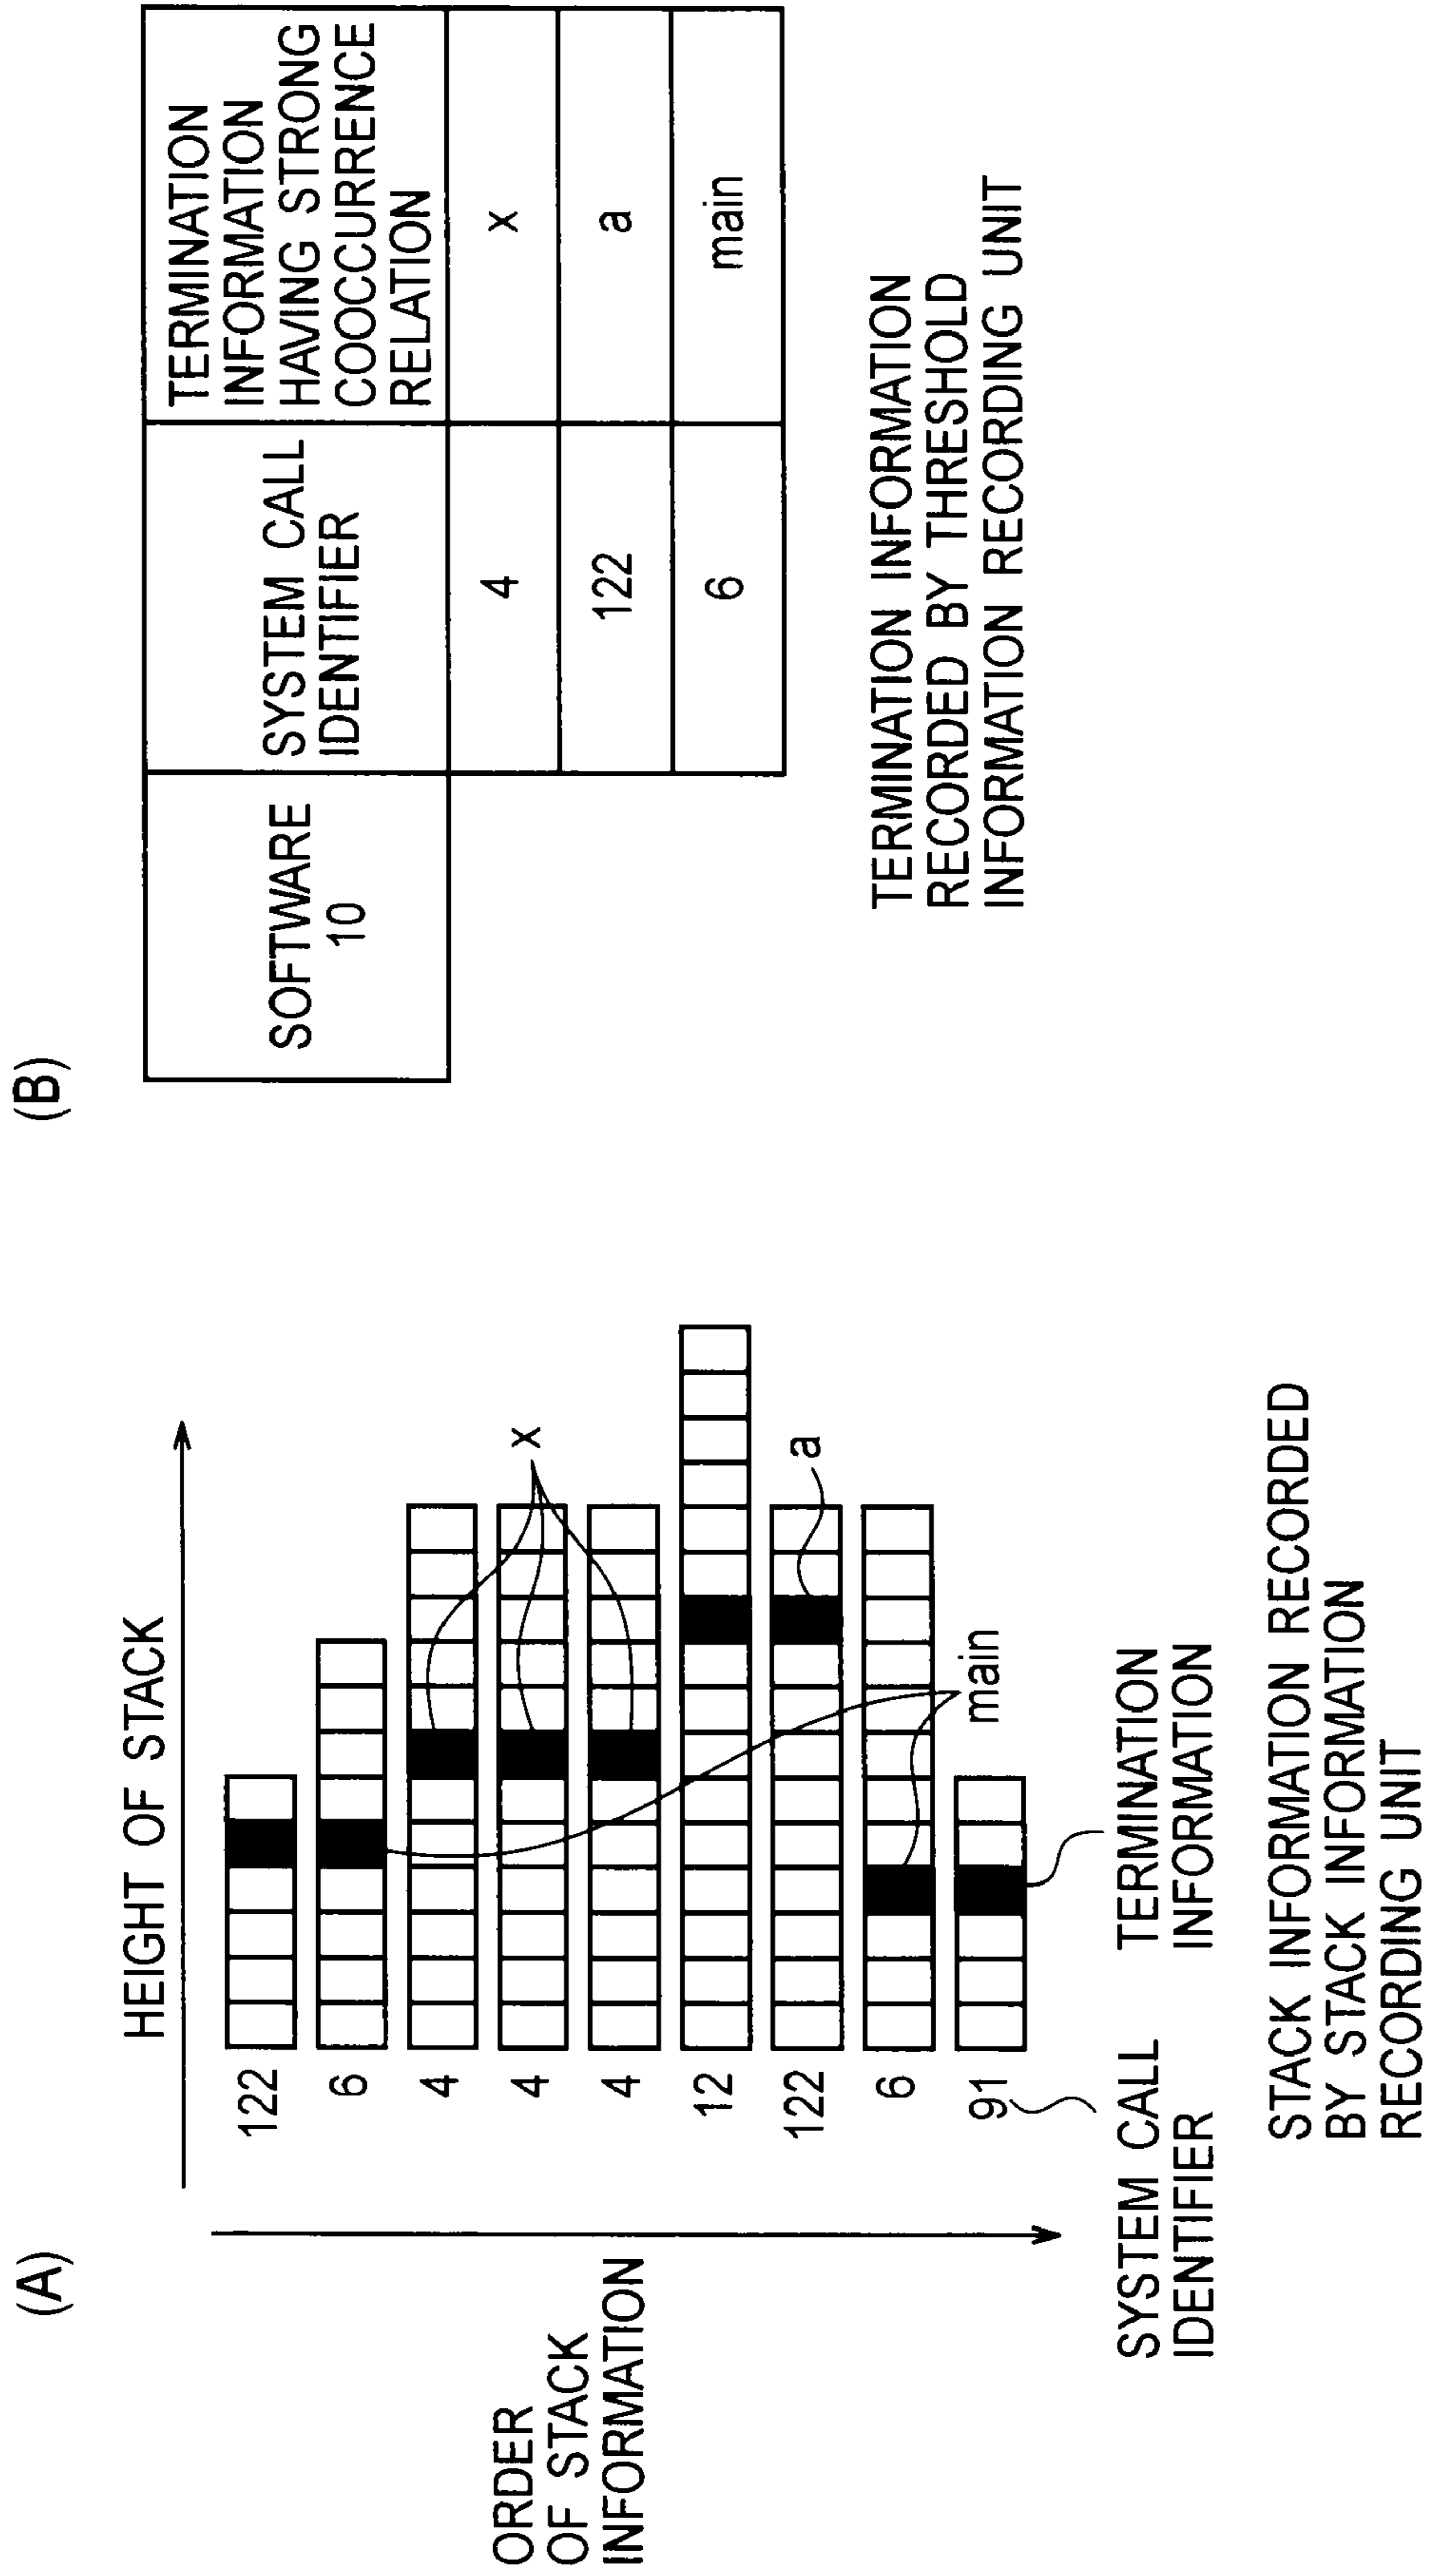 (A)
HEIGHT OF STACK
ORDER
OF STACK
INFORMATION
122
6
4
4
4
12
122
6
91
x
a
main
SYSTEM CALL
IDENTIFIER
TERMINATION
INFORMATION
STACK INFORMATION RECORDED
BY STACK INFORMATION
RECORDING UNIT
(B)
SOFTWARE
10
SYSTEM CALL
IDENTIFIER
TERMINATION
INFORMATION
HAVING STRONG
COOCCURRENCE
RELATION
4
x
122
a
6
main
TERMINATION INFORMATION
RECORDED BY THRESHOLD
INFORMATION RECORDING UNIT